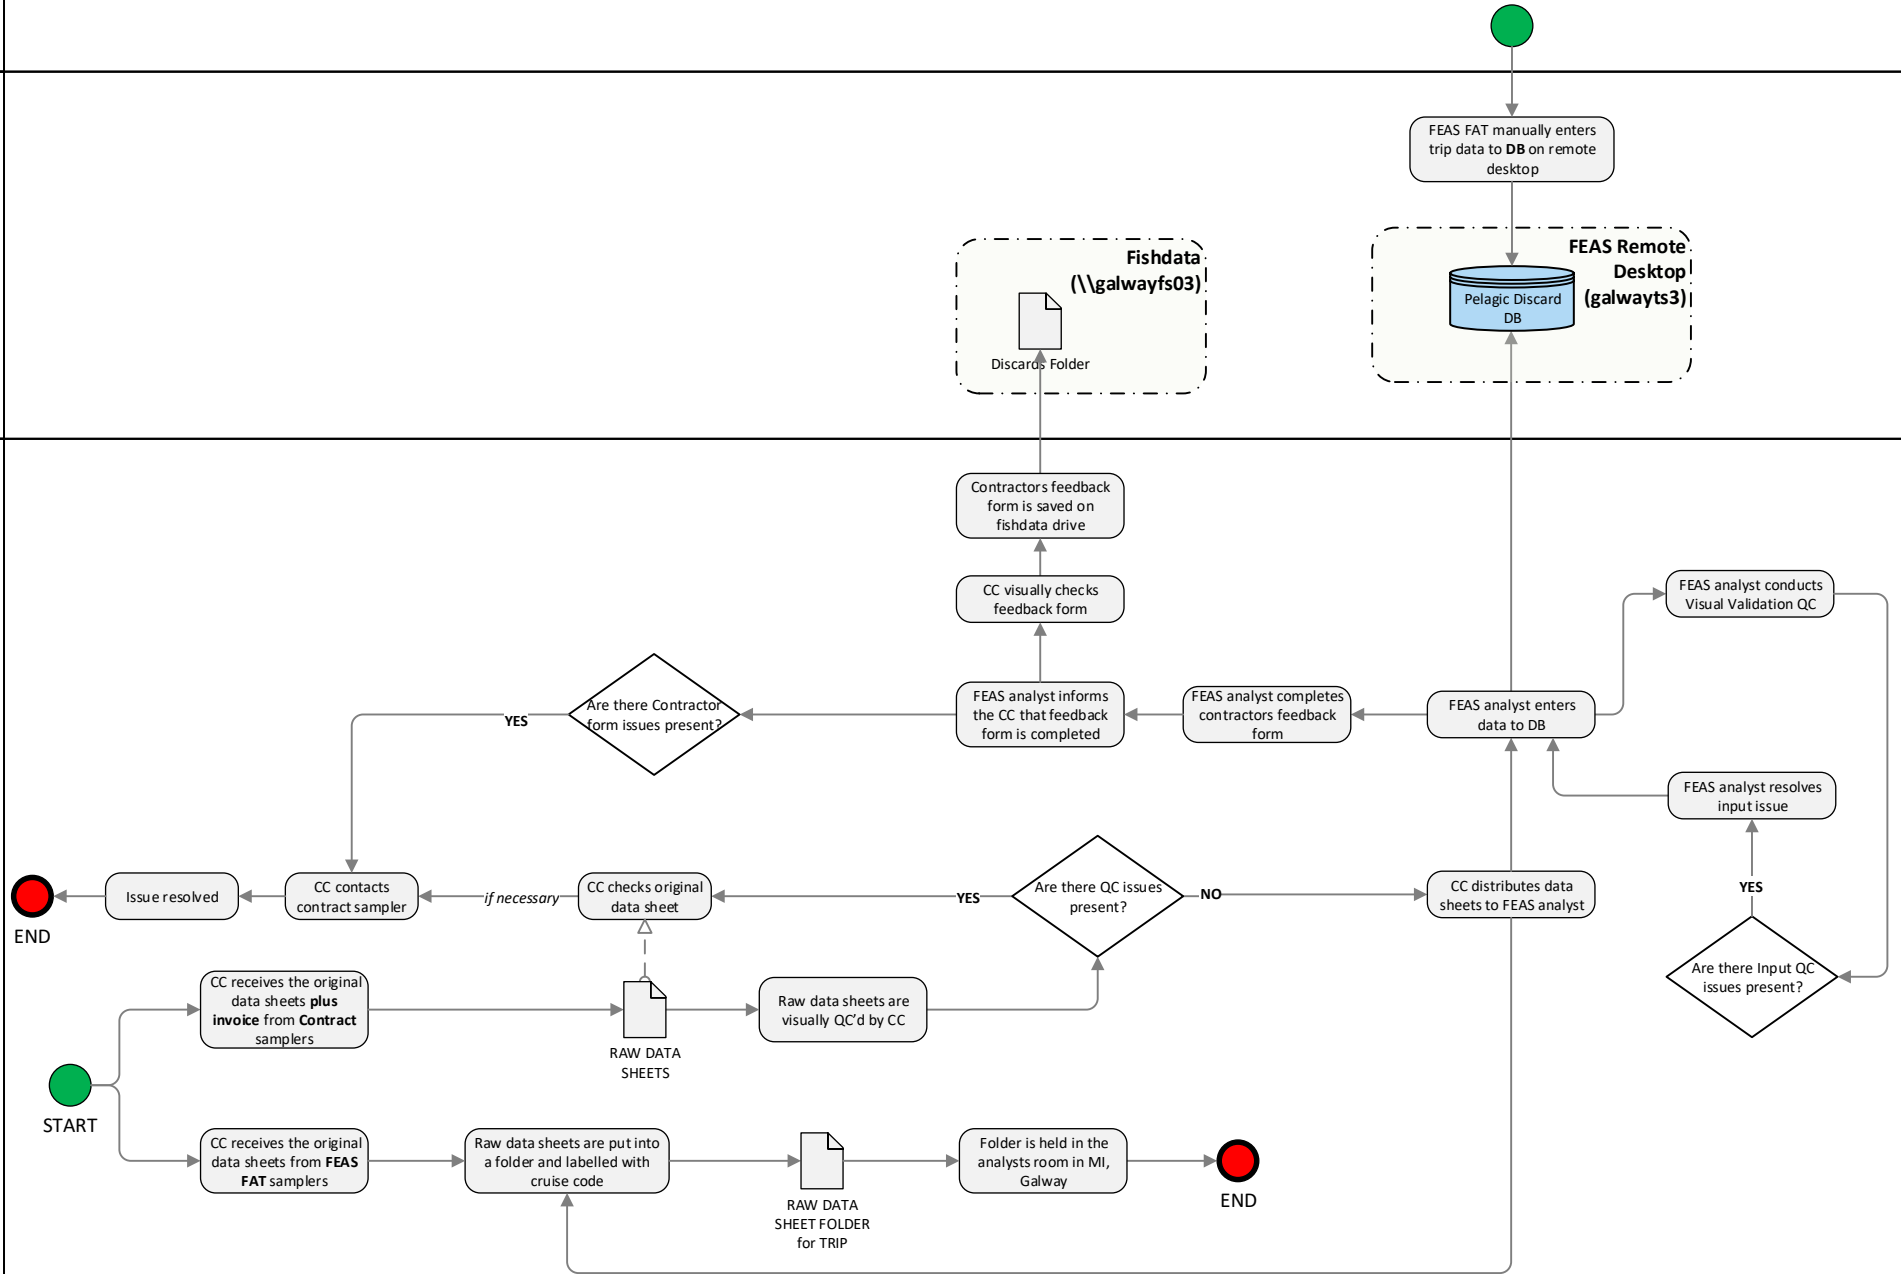 FEAS FAT manually enters
trip data to DB on remote
desktop
Fishdata
(\\galwayfs03)
Discards Folder
FEAS Remote
Desktop
(galwayts3)
Pelagic Discard
DB
Contractors feedback
form is saved on
fishdata drive
CC visually checks
feedback form
FEAS analyst conducts
Visual Validation QC
Are there Contractor
form issues present?
YES
FEAS analyst informs
the CC that feedback
form is completed
FEAS analyst completes
contractors feedback
form
FEAS analyst enters
data to DB
FEAS analyst resolves
input issue
YES
Are there Input QC
issues present?
END
Issue resolved
CC contacts
contract sampler
if necessary
CC checks original
data sheet
YES
Are there QC issues
present?
NO
CC distributes data
sheets to FEAS analyst
CC receives the original
data sheets plus
invoice from Contract
samplers
RAW DATA
SHEETS
Raw data sheets are
visually QC’d by CC
START
CC receives the original
data sheets from FEAS
FAT samplers
Raw data sheets are put into
a folder and labelled with
cruise code
RAW DATA
SHEET FOLDER
for TRIP
Folder is held in the
analysts room in MI,
Galway
END